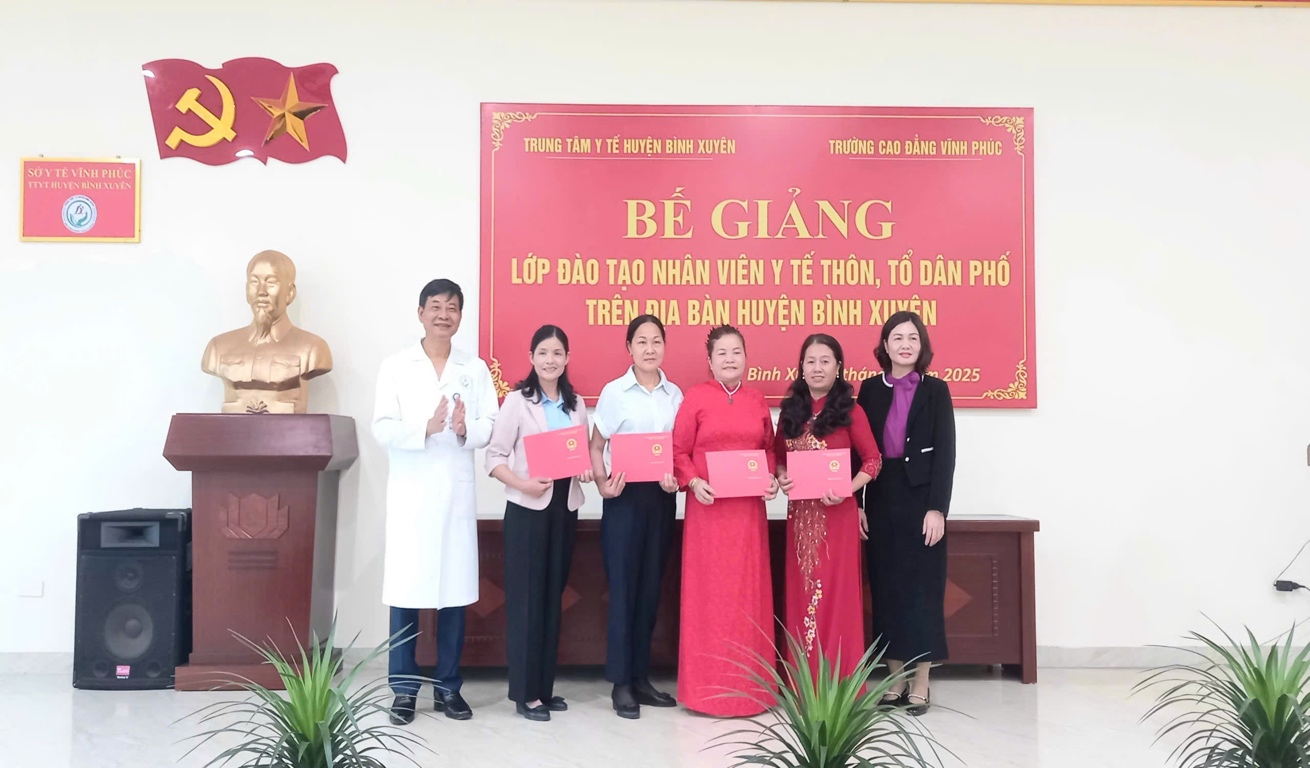 SỞ Y TẾ VĨNH PHÚC
TTYT HUYỆN BÌNH XUYÊN
TRUNG TÂM Y TẾ HUYỆN BÌNH XUYÊN
TRƯỜNG CAO ĐẲNG VĨNH PHÚC
BẾ GIẢNG
LỚP ĐÀO TẠO NHÂN VIÊN Y TẾ THÔN, TỔ DÂN PHỐ
TRÊN ĐỊA BÀN HUYỆN BÌNH XUYÊN
Bình tháng 2025